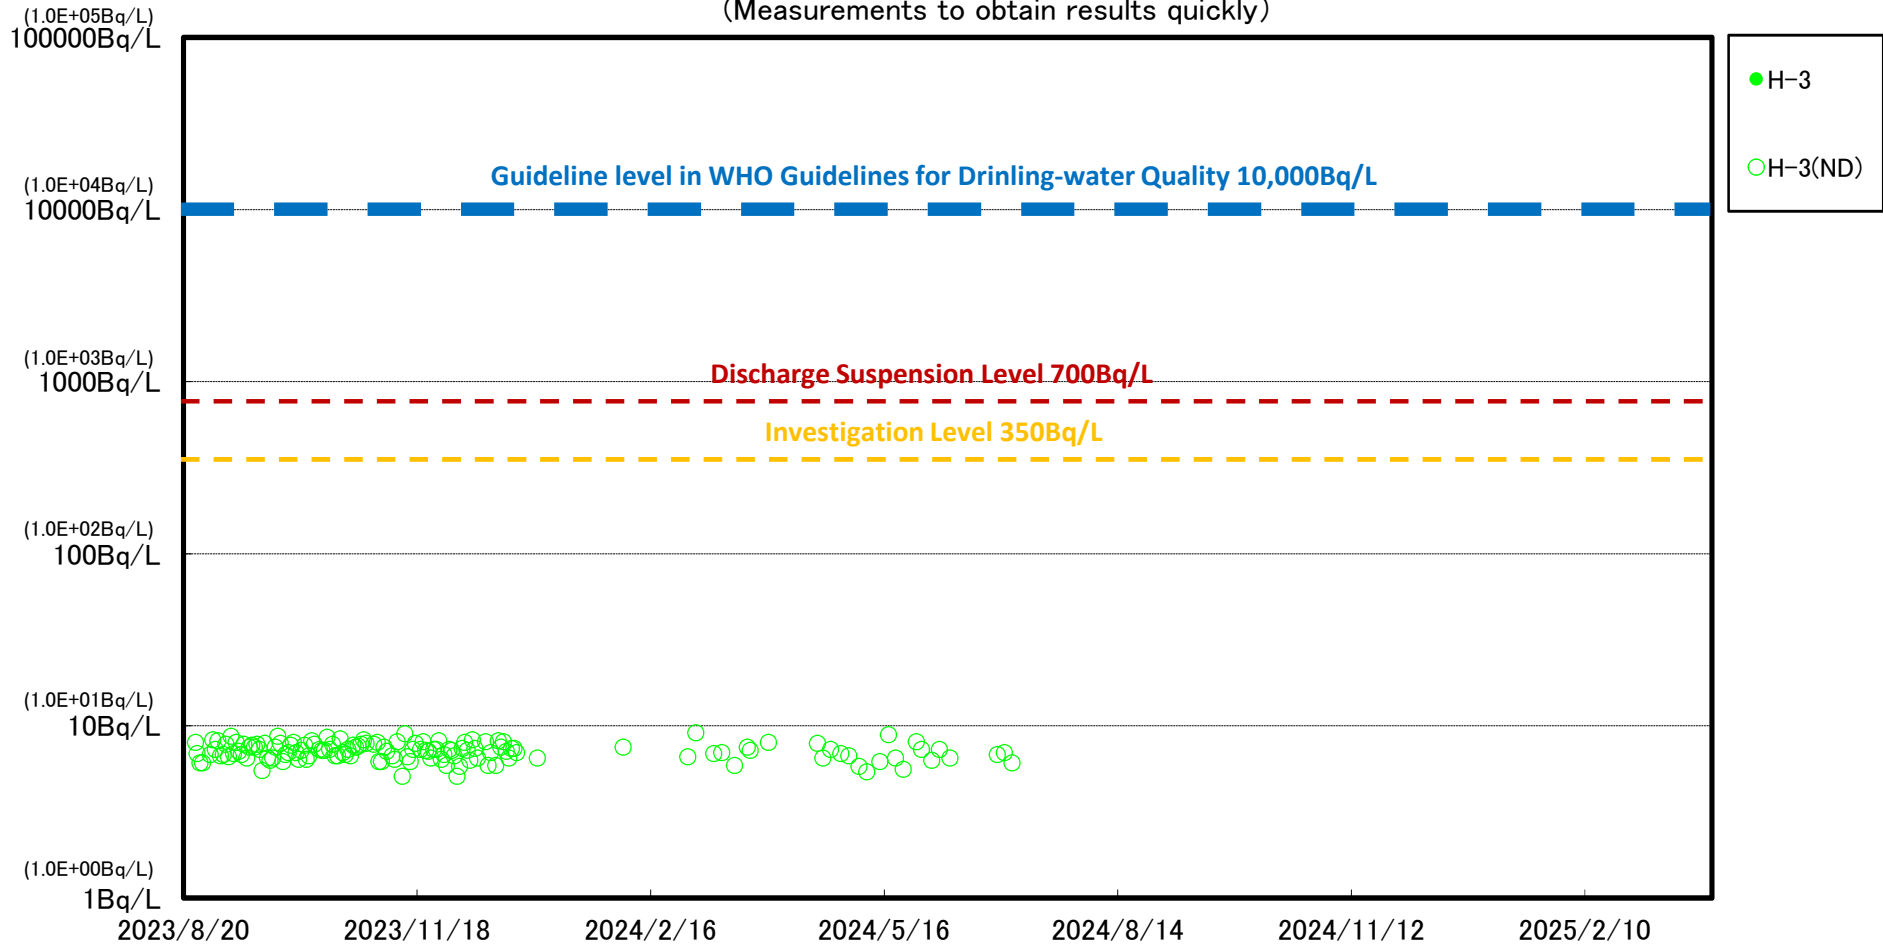 (Measurements to obtain results quickly)
(1.0E+05Bq/L)
100000Bq/L
H-3
H-3(ND)
Guideline level in WHO Guidelines for Drinling-water Quality 10,000Bq/L
(1.0E+04Bq/L)
10000Bq/L
(1.0E+03Bq/L)
1000Bq/L
Discharge Suspension Level 700Bq/L
Investigation Level 350Bq/L
(1.0E+02Bq/L)
100Bq/L
(1.0E+01Bq/L)
10Bq/L
(1.0E+00Bq/L)
1Bq/L
2023/8/20 2023/11/18 2024/2/16 2024/5/16 2024/8/14 2024/11/12 2025/2/10